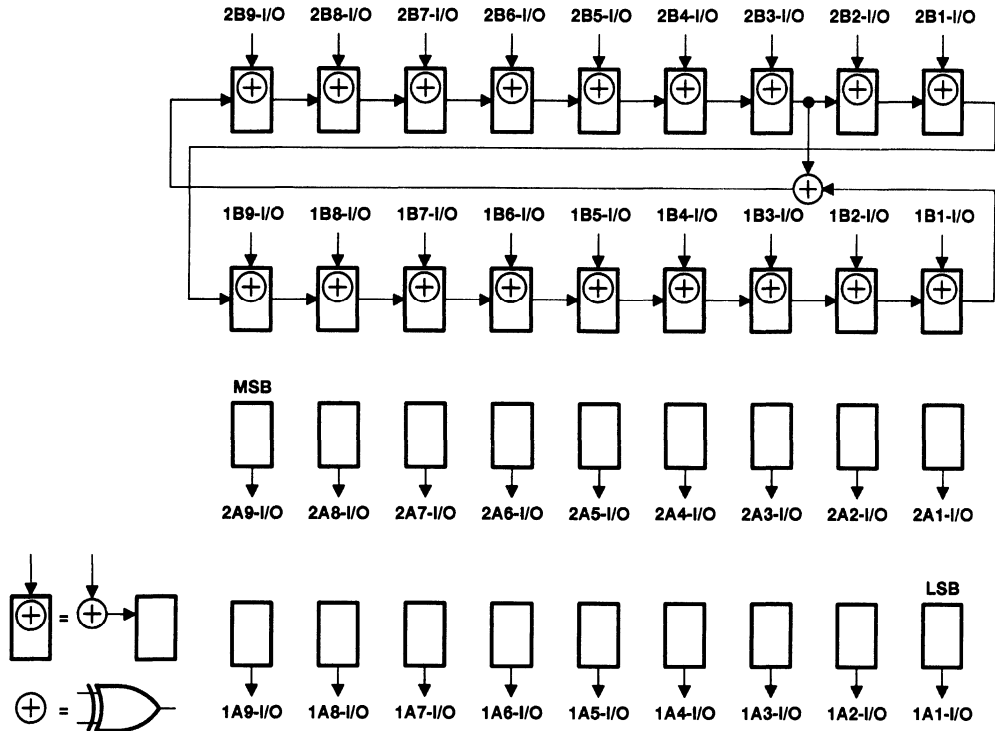 2B9-I/O 2B8-I/O 2B7-I/O 2B6-I/O 2B5-I/O 2B4-I/O 2B3-I/O 2B2-I/O 2B1-I/O
1B9-I/O 1B8-I/O 1B7-I/O 1B6-I/O 1B5-I/O 1B4-I/O 1B3-I/O 1B2-I/O 1B1-I/O
MSB
2A9-I/O 2A8-I/O 2A7-I/O 2A6-I/O 2A5-I/O 2A4-I/O 2A3-I/O 2A2-I/O 2A1-I/O
LSB
=
=
1A9-I/O 1A8-I/O 1A7-I/O 1A6-I/O 1A5-I/O 1A4-I/O 1A3-I/O 1A2-I/O 1A1-I/O